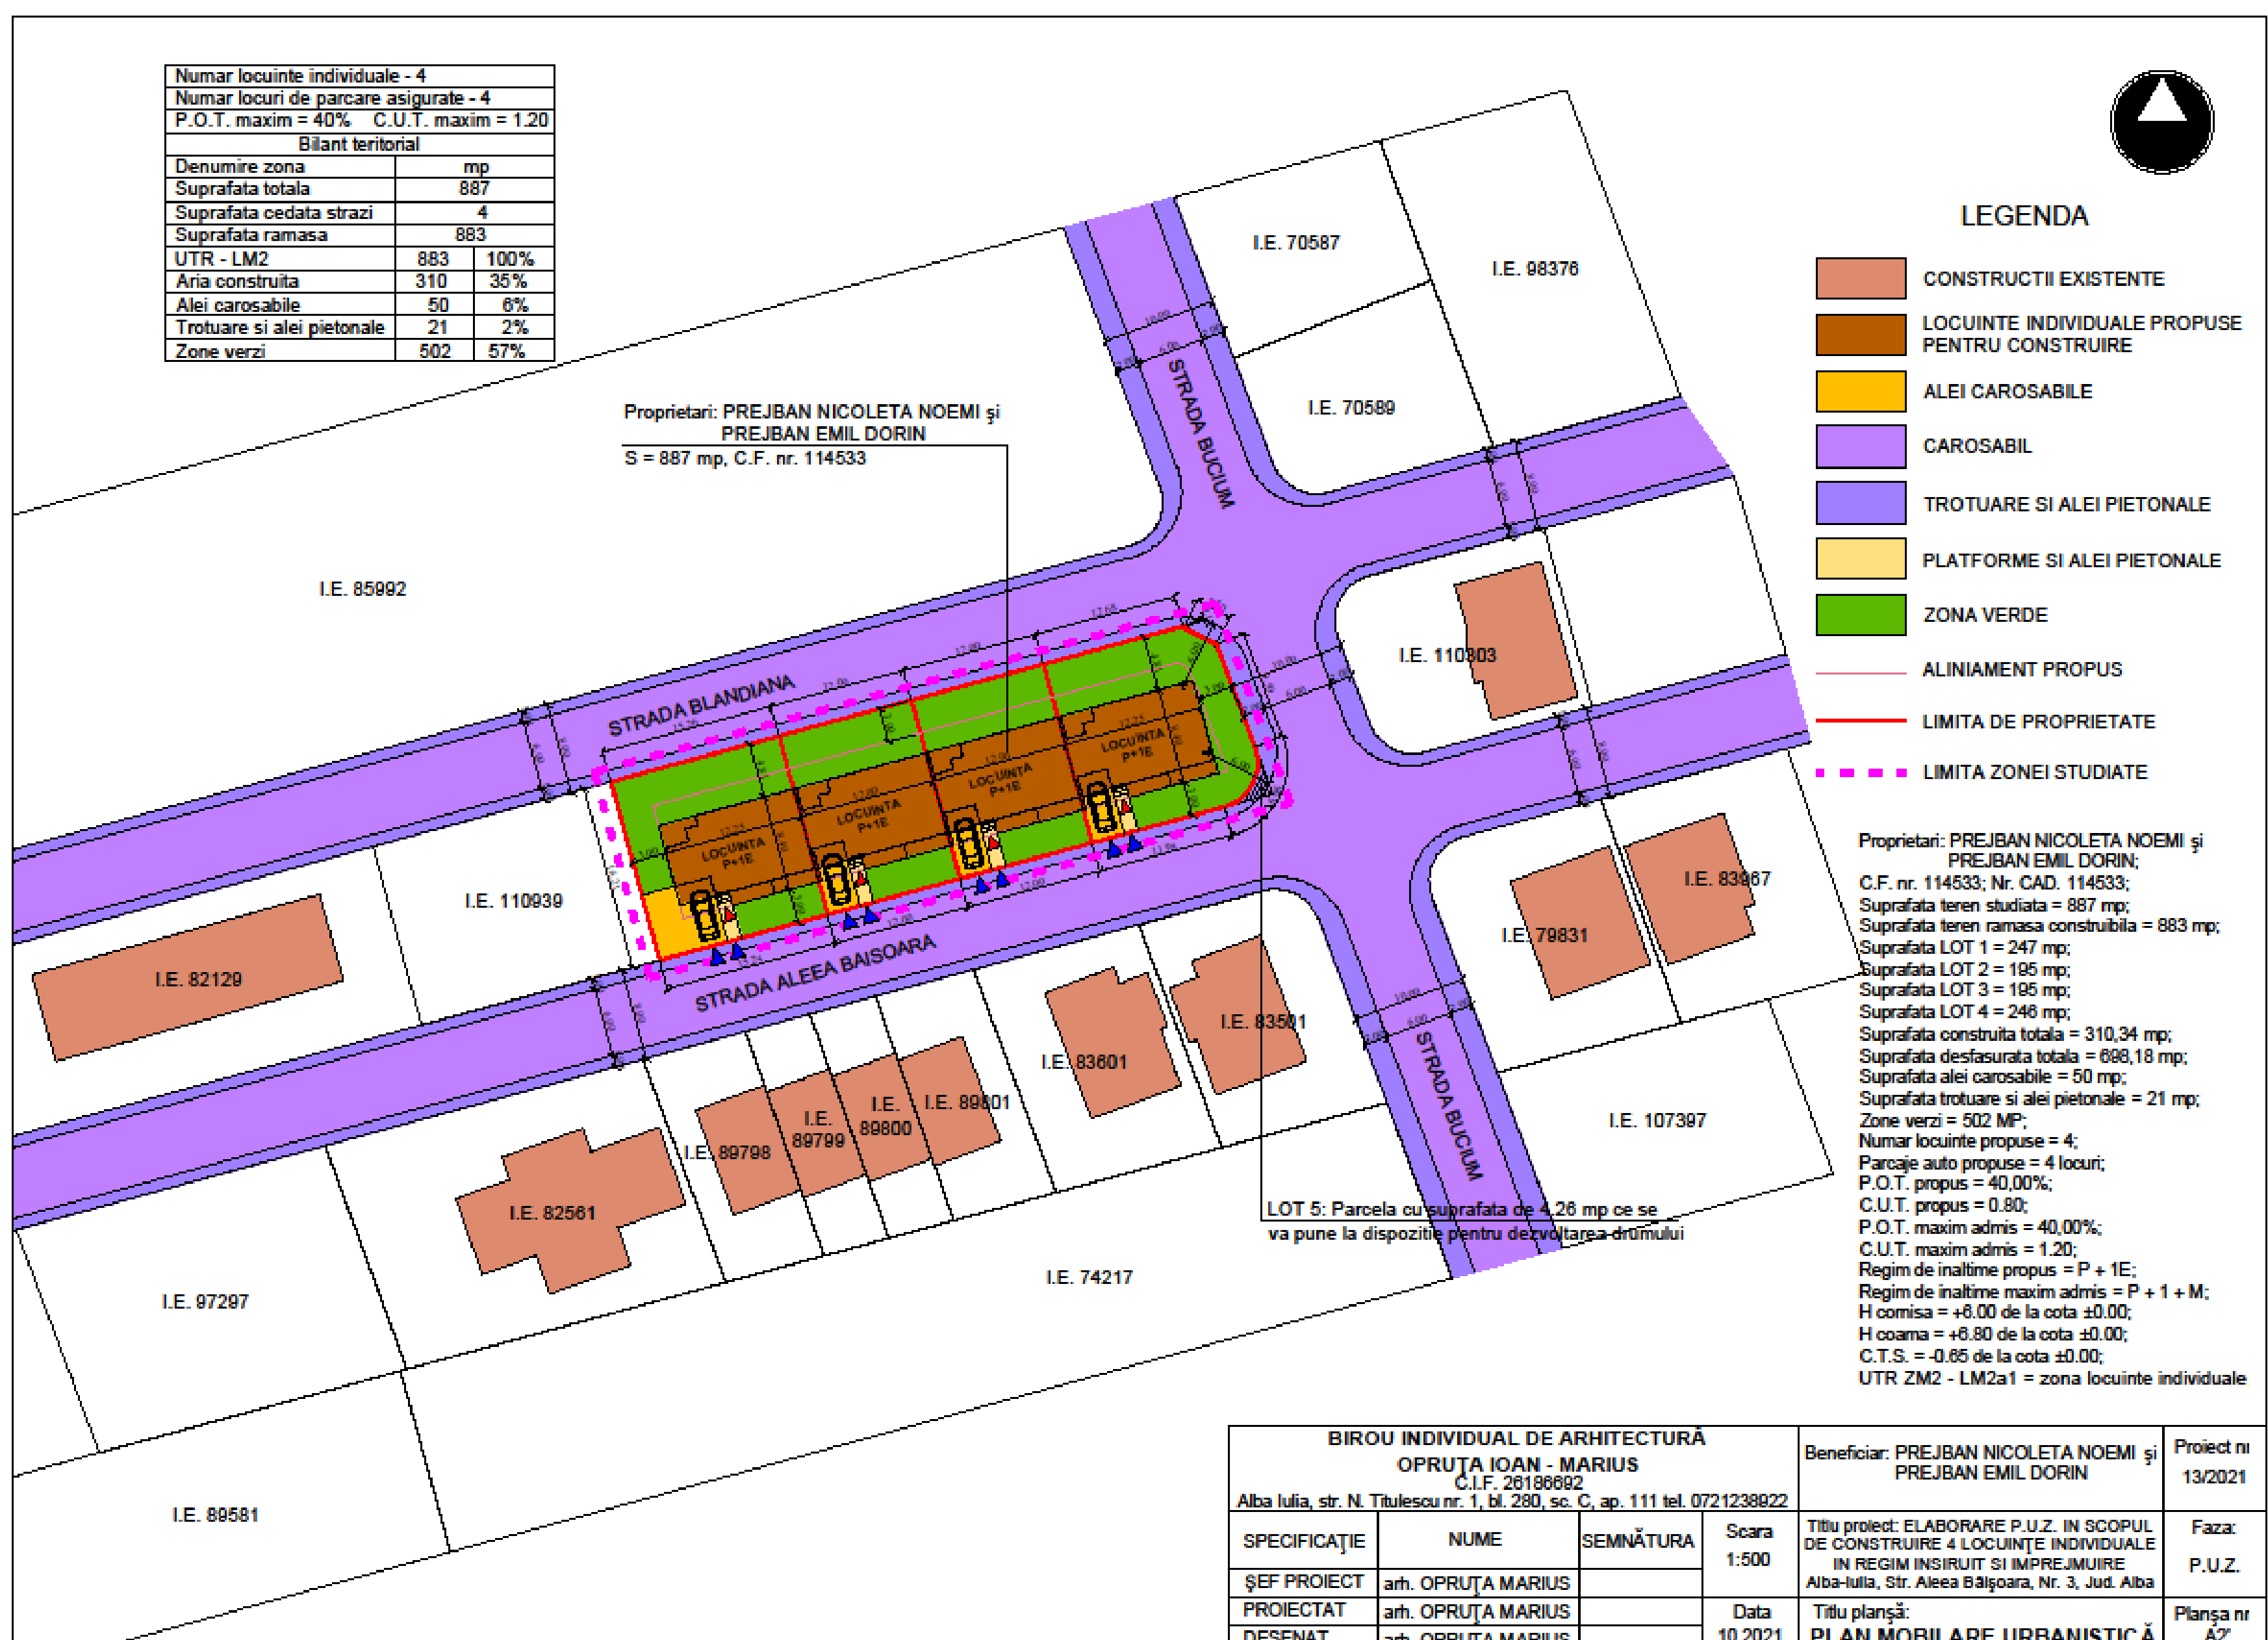 Numar locuinte individuale - 4
Numar locuri de parcare asigurate - 4
P.O.T. maxim = 40% C.U.T. maxim = 1.20
Bilant teritorial
Denumire zona mp
Suprafata totala 887
Suprafata cedata strazi 4
Suprafata ramasa 883
UTR - LM2 883 100%
Aria construita 310 35%
Alei carosabile 50 6%
Trotuare si alei pietonale 21 2%
Zone verzi 502 57%
Proprietari: PREJBAN NICOLETA NOEMI şi
PREJBAN EMIL DORIN
S = 887 mp, C.F. nr. 114533
I.E. 70587
I.E. 98376
I.E. 70589
I.E. 85992
STRADA BUCIUM
I.E. 110303
STRADA BLANDIANA
LOCUINTA
P+1E
LOCUINTA
P+1E
LOCUINTA
P+1E
LOCUINTA
P+1E
I.E. 110939
I.E. 82129
STRADA ALEEA BAISOARA
I.E. 83967
I.E. 79831
I.E. 83501
I.E. 83601
I.E. 89801
I.E.
89800
I.E.
89799
I.E. 89798
I.E. 82561
STRADA BUCIUM
I.E. 107397
LOT 5: Parcela cu suprafata de 4.26 mp ce se
va pune la dispozitie pentru dezvoltarea drumului
I.E. 74217
I.E. 97297
I.E. 89581
LEGENDA
CONSTRUCTII EXISTENTE
LOCUINTE INDIVIDUALE PROPUSE
PENTRU CONSTRUIRE
ALEI CAROSABILE
CAROSABIL
TROTUARE SI ALEI PIETONALE
PLATFORME SI ALEI PIETONALE
ZONA VERDE
ALINIAMENT PROPUS
LIMITA DE PROPRIETATE
LIMITA ZONEI STUDIATE
Proprietari: PREJBAN NICOLETA NOEMI şi
PREJBAN EMIL DORIN;
C.F. nr. 114533; Nr. CAD. 114533;
Suprafata teren studiata = 887 mp;
Suprafata teren ramasa construibila = 883 mp;
Suprafata LOT 1 = 247 mp;
Suprafata LOT 2 = 195 mp;
Suprafata LOT 3 = 195 mp;
Suprafata LOT 4 = 246 mp;
Suprafata construita totala = 310,34 mp;
Suprafata desfasurata totala = 698,18 mp;
Suprafata alei carosabile = 50 mp;
Suprafata trotuare si alei pietonale = 21 mp;
Zone verzi = 502 MP;
Numar locuinte propuse = 4;
Parcaje auto propuse = 4 locuri;
P.O.T. propus = 40,00%;
C.U.T. propus = 0.80;
P.O.T. maxim admis = 40,00%;
C.U.T. maxim admis = 1.20;
Regim de inaltime propus = P + 1E;
Regim de inaltime maxim admis = P + 1 + M;
H cornisa = +6.00 de la cota ±0.00;
H coama = +6.80 de la cota ±0.00;
C.T.S. = -0.65 de la cota ±0.00;
UTR ZM2 - LM2a1 = zona locuinte individuale
BIROU INDIVIDUAL DE ARHITECTURĂ
OPRUŢA IOAN - MARIUS
C.I.F. 26186692
Alba Iulia, str. N. Titulescu nr. 1, bl. 280, sc. C, ap. 111 tel. 0721238922
Beneficiar: PREJBAN NICOLETA NOEMI şi
PREJBAN EMIL DORIN
Proiect nr
13/2021
SPECIFICAŢIE NUME SEMNĂTURA
Scara
1:500
Titlu proiect: ELABORARE P.U.Z. IN SCOPUL
DE CONSTRUIRE 4 LOCUINŢE INDIVIDUALE
IN REGIM INSIRUIT SI IMPREJMUIRE
Alba-Iulia, Str. Aleea Băişoara, Nr. 3, Jud. Alba
Faza:
P.U.Z.
ŞEF PROIECT arh. OPRUŢA MARIUS
PROIECTAT arh. OPRUŢA MARIUS
DESENAT arh. OPRUŢA MARIUS
Data
10.2021
Titlu planşă:
PLAN MOBILARE URBANISTICĂ
Planşa nr
A2'